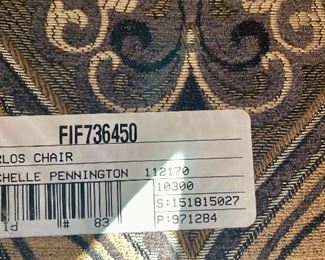 FIF736450
RLOS CHAIR
CHELLE PENNINGTON 112170
10300
S:151815027
# 83 P:971284